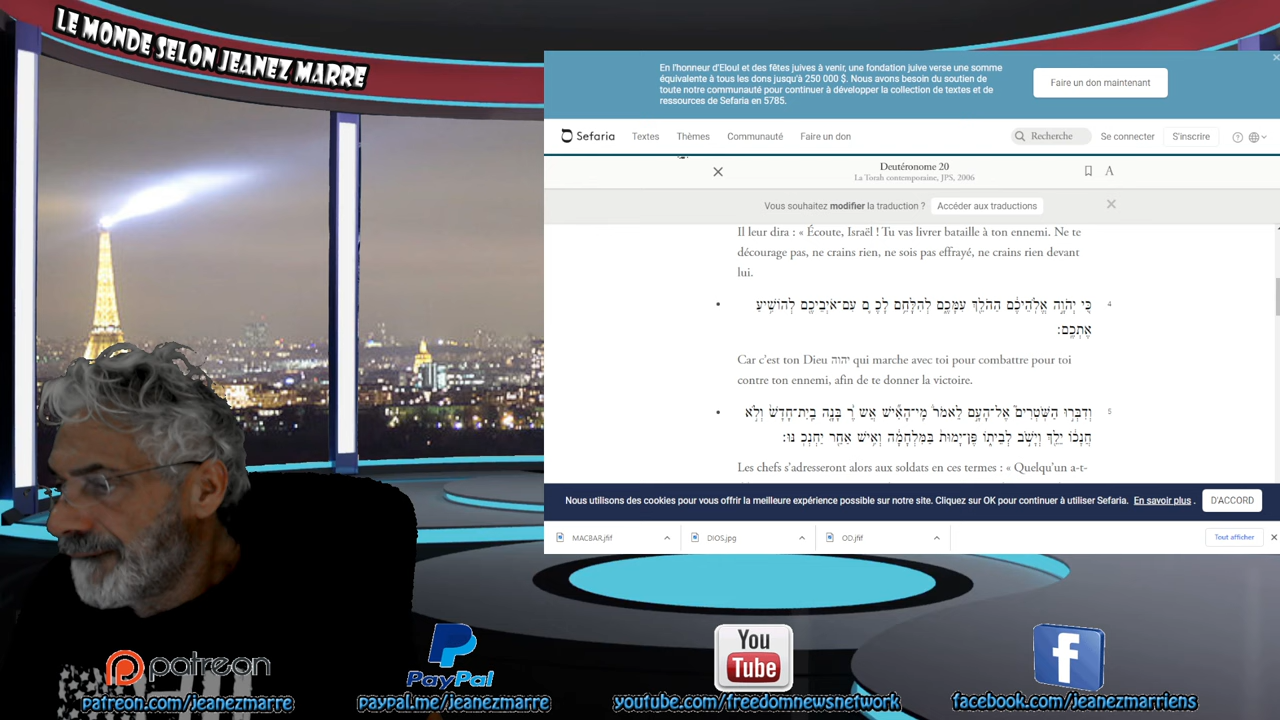 LE MONDE SELON JEANEZ MARRE
En l'honneur d'Eloul et des fêtes juives à venir, une fondation juive verse une somme
équivalente à tous les dons jusqu'à 250 000 $. Nous avons besoin du soutien de
toute notre communauté pour continuer à développer la collection de textes et de
ressources de Sefaria en 5785.
Faire un don maintenant
Sefaria Textes Thèmes Communauté Faire un don Recherche Se connecter S'inscrire
Deutéronome 20
La Torah contemporaine, JPS, 2006
A
Vous souhaitez modifier la traduction ? Accéder aux traductions
Il leur dira : « Écoute, Israël ! Tu vas livrer bataille à ton ennemi. Ne te
décourage pas, ne crains rien, ne sois pas effrayé, ne crains rien devant
lui.
4
כִּ֚י יְהֹוָ֣ה אֱלֹֽהֵיכֶ֔ם הַהֹלֵ֖ךְ עִמָּכֶ֑ם לְהִלָּחֵ֥ם לָכֶ֛ם עִם־אֹיְבֵיכֶ֖ם לְהוֹשִׁ֥יעַ
אֶתְכֶֽם׃
Car c'est ton Dieu יהוה qui marche avec toi pour combattre pour toi
contre ton ennemi, afin de te donner la victoire.
5
וְדִבְּר֣וּ הַשֹּֽׁטְרִים֮ אֶל־הָעָ֣ם לֵאמֹר֒ מִֽי־הָאִ֞ישׁ אֲשֶׁ֨ר בָּנָ֤ה בַֽיִת־חָדָשׁ֙ וְלֹ֣א
חֲנָכ֔וֹ יֵלֵ֖ךְ וְיָשֹׁ֣ב לְבֵית֑וֹ פֶּן־יָמוּת֙ בַּמִּלְחָמָ֔ה וְאִ֥ישׁ אַחֵ֖ר יַחְנְכֶֽנּוּ׃
Les chefs s'adresseront alors aux soldats en ces termes : « Quelqu'un a-t-
Nous utilisons des cookies pour vous offrir la meilleure expérience possible sur notre site. Cliquez sur OK pour continuer à utiliser Sefaria. En savoir plus . D'ACCORD
MACBAR.jfif DIOS.jpg OD.jfif Tout afficher
patreon PayPal You Tube f
patreon.com/jeanezmarre paypal.me/jeanezmarre youtube.com/freedomnewsnetwork facebook.com/jeanezmarriens